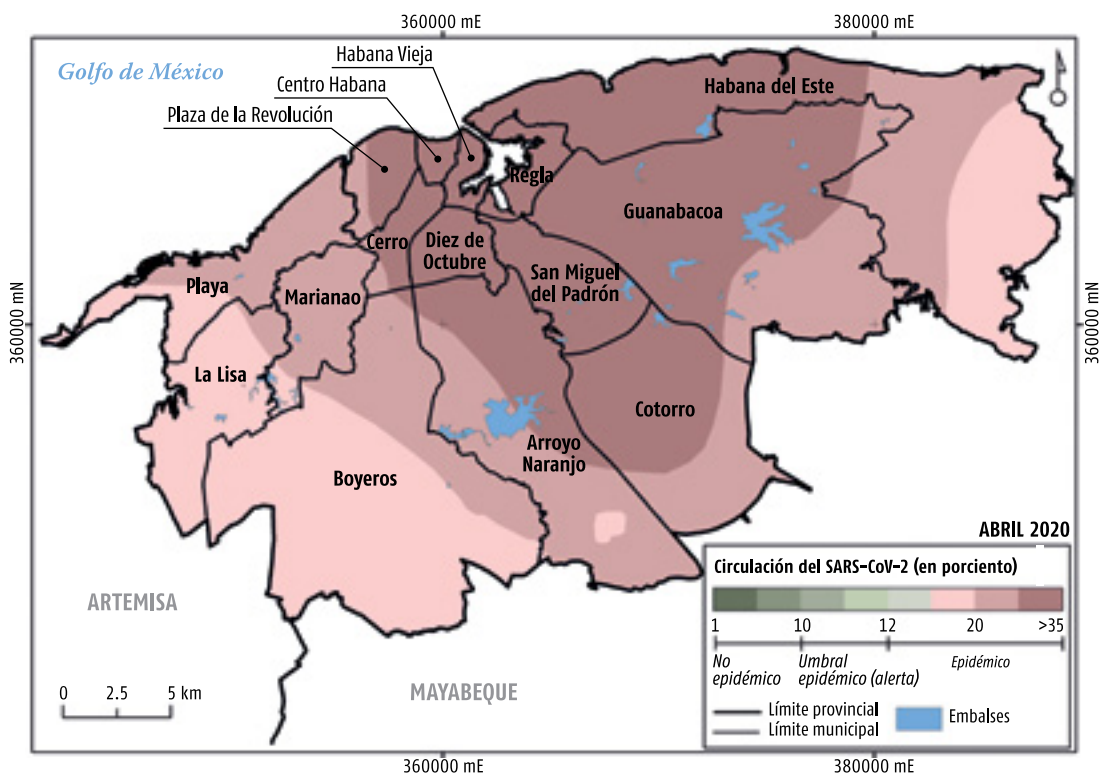 360000 mE
380000 mE
Golfo de México
Habana Vieja
Centro Habana
Plaza de la Revolución
Habana del Este
Regla
Guanabacoa
Cerro
Diez de
Octubre
San Miguel
del Padrón
Playa
Marianao
360000 mN
360000 mN
La Lisa
Cotorro
Arroyo
Naranjo
Boyeros
ABRIL 2020
Circulación del SARS-CoV-2 (en porciento)
1 10 12 20 >35
No
epidémico
Umbral
epidémico (alerta)
Epidémico
Límite provincial
Límite municipal
Embalses
ARTEMISA
0 2.5 5 km
MAYABEQUE
360000 mE
380000 mE